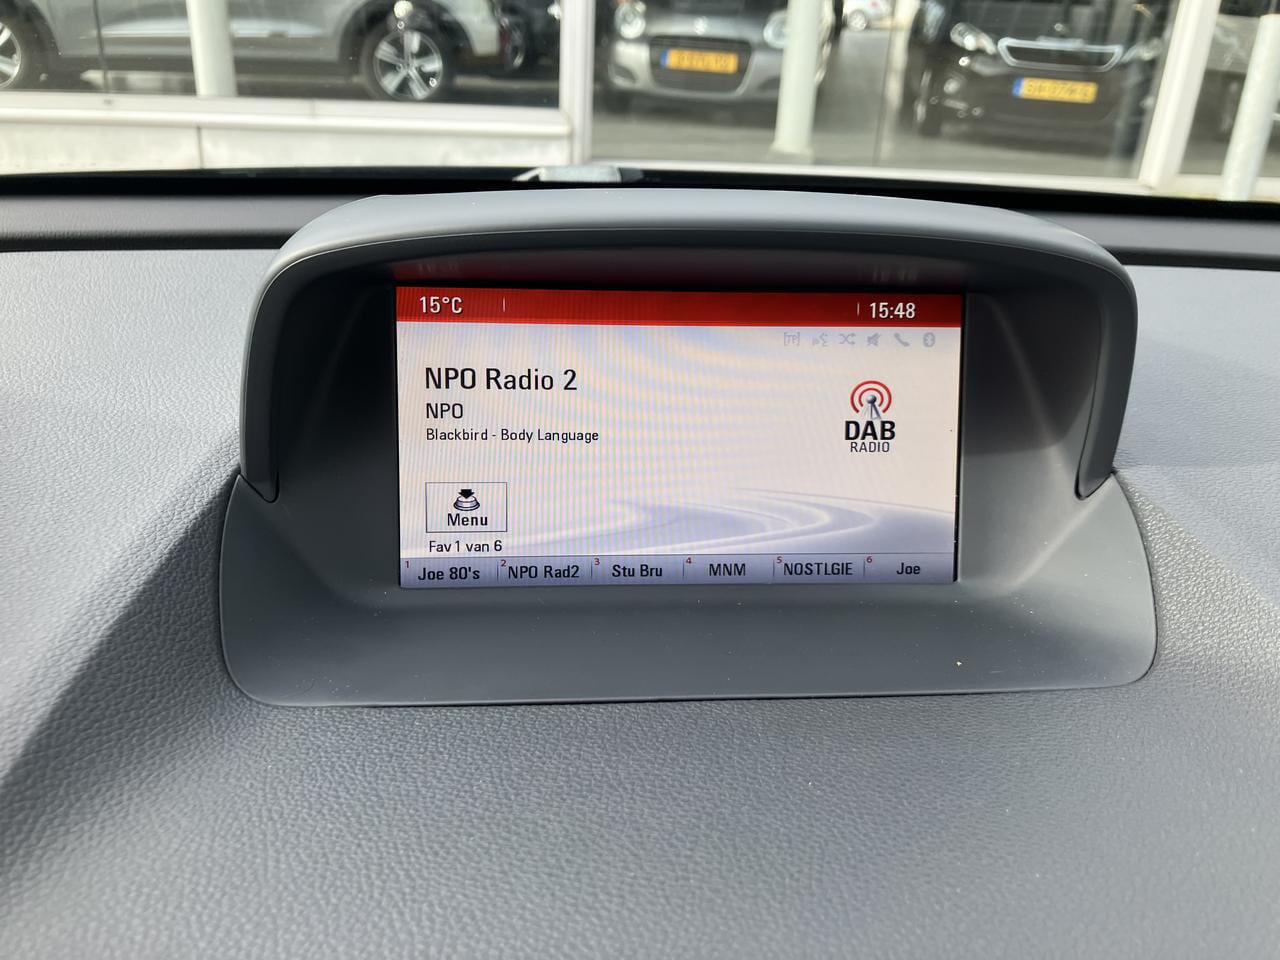 15°C
15:48
NPO Radio 2
NPO
Blackbird - Body Language
DAB
RADIO
Menu
Fav 1 van 6
1 Joe 80's 2 NPO Rad2 3 Stu Bru 4 MNM 5 NOSTLGIE 6 Joe